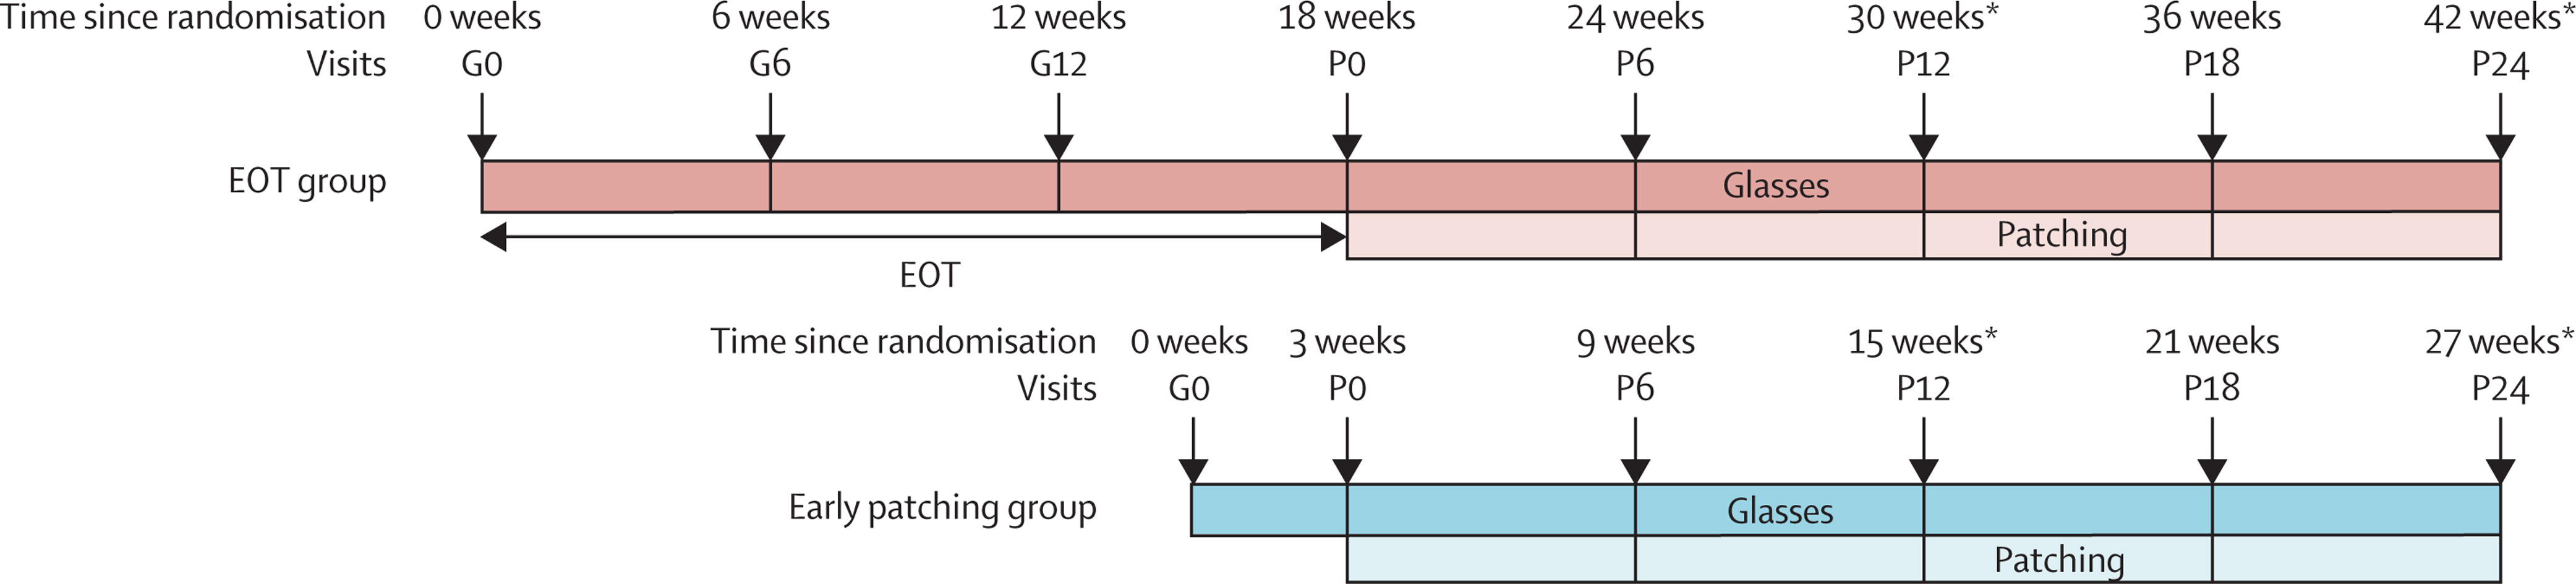 Time since randomisation 0 weeks 6 weeks 12 weeks 18 weeks 24 weeks 30 weeks* 36 weeks 42 weeks*
Visits G0 G6 G12 P0 P6 P12 P18 P24
EOT group Glasses
Patching
EOT
Time since randomisation 0 weeks 3 weeks 9 weeks 15 weeks* 21 weeks 27 weeks*
Visits G0 P0 P6 P12 P18 P24
Early patching group Glasses
Patching